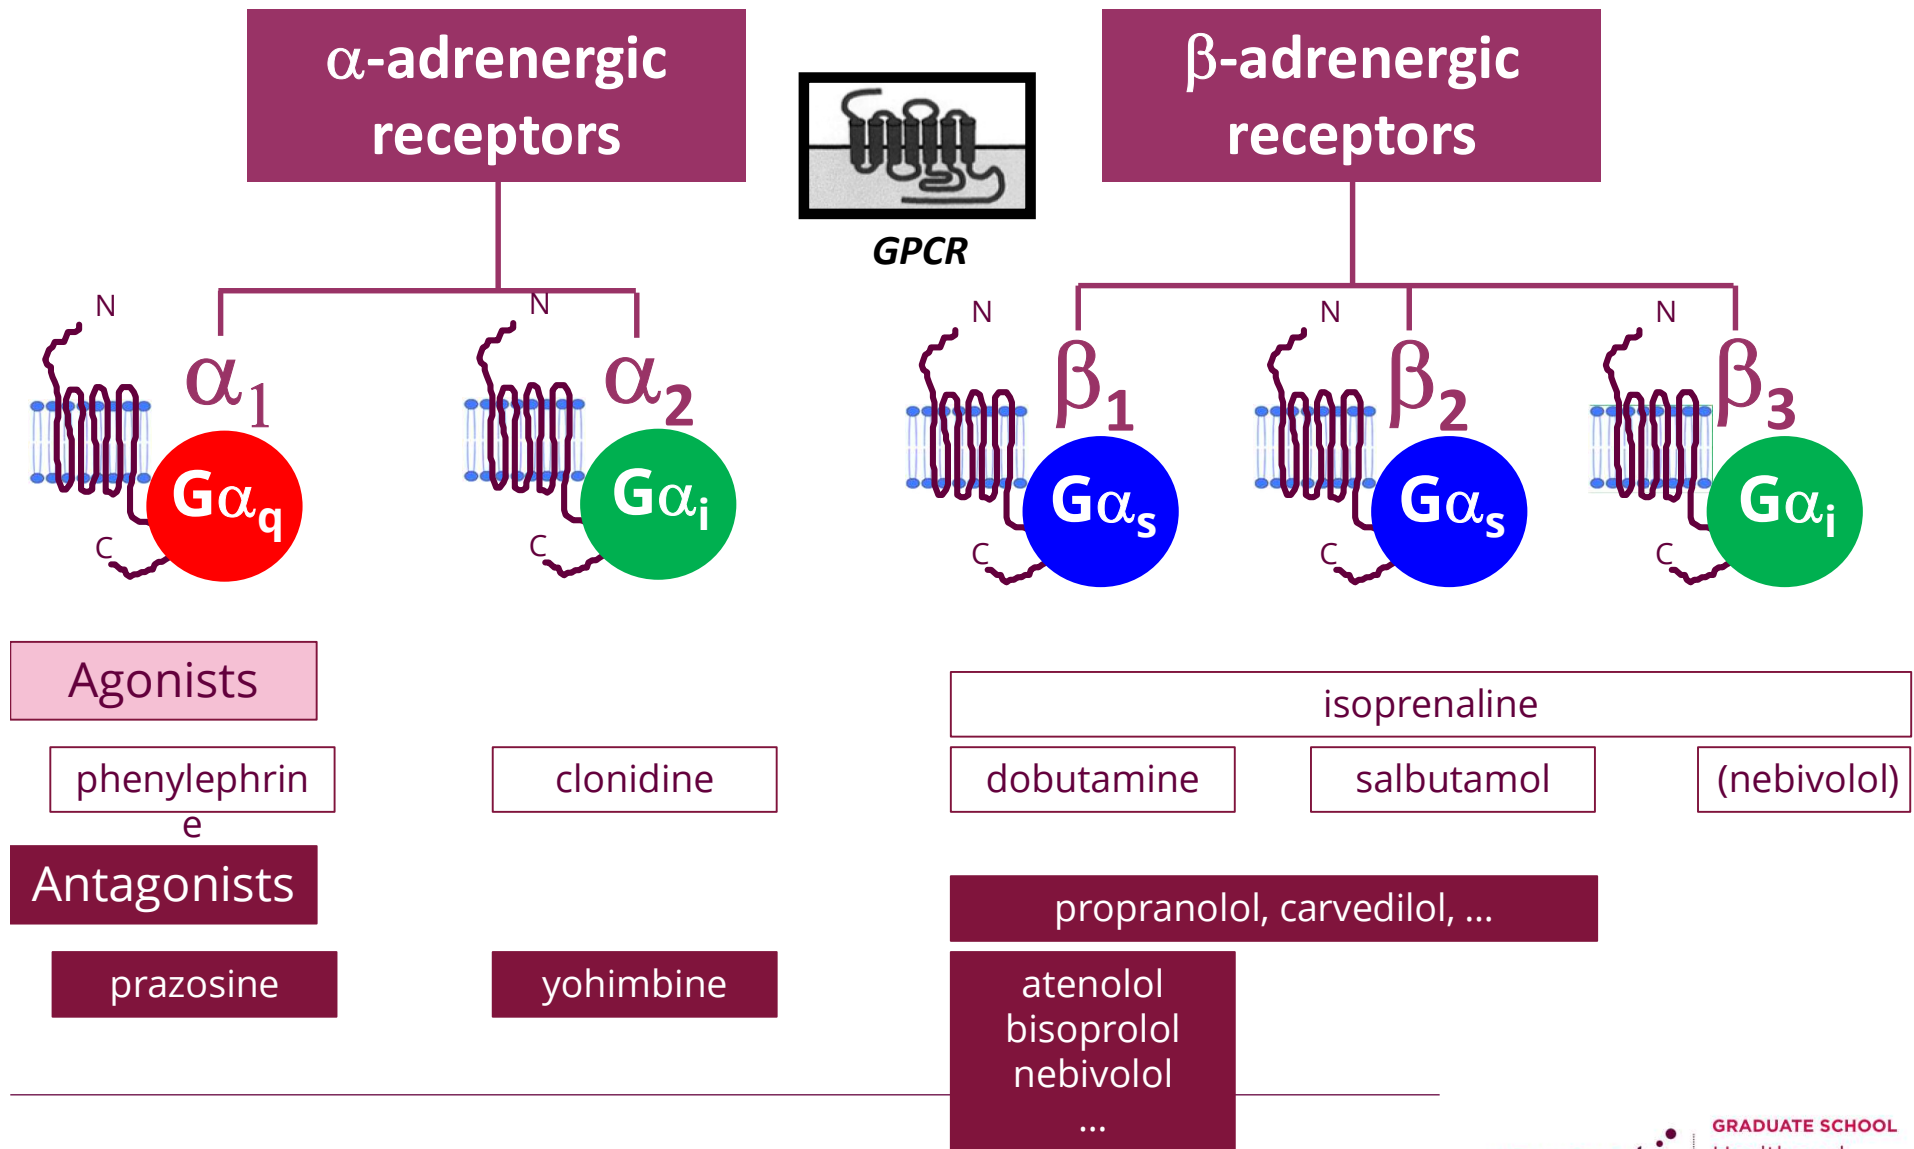 α-adrenergic
receptors
β-adrenergic
receptors
GPCR
N
α1
Gαq
C
N
α2
Gαi
C
N
β1
Gαs
C
N
β2
Gαs
C
N
β3
Gαi
C
Agonists
isoprenaline
phenylephrin
e
clonidine
dobutamine
salbutamol
(nebivolol)
Antagonists
propranolol, carvedilol, ...
prazosine
yohimbine
atenolol
bisoprolol
nebivolol
...
GRADUATE SCHOOL